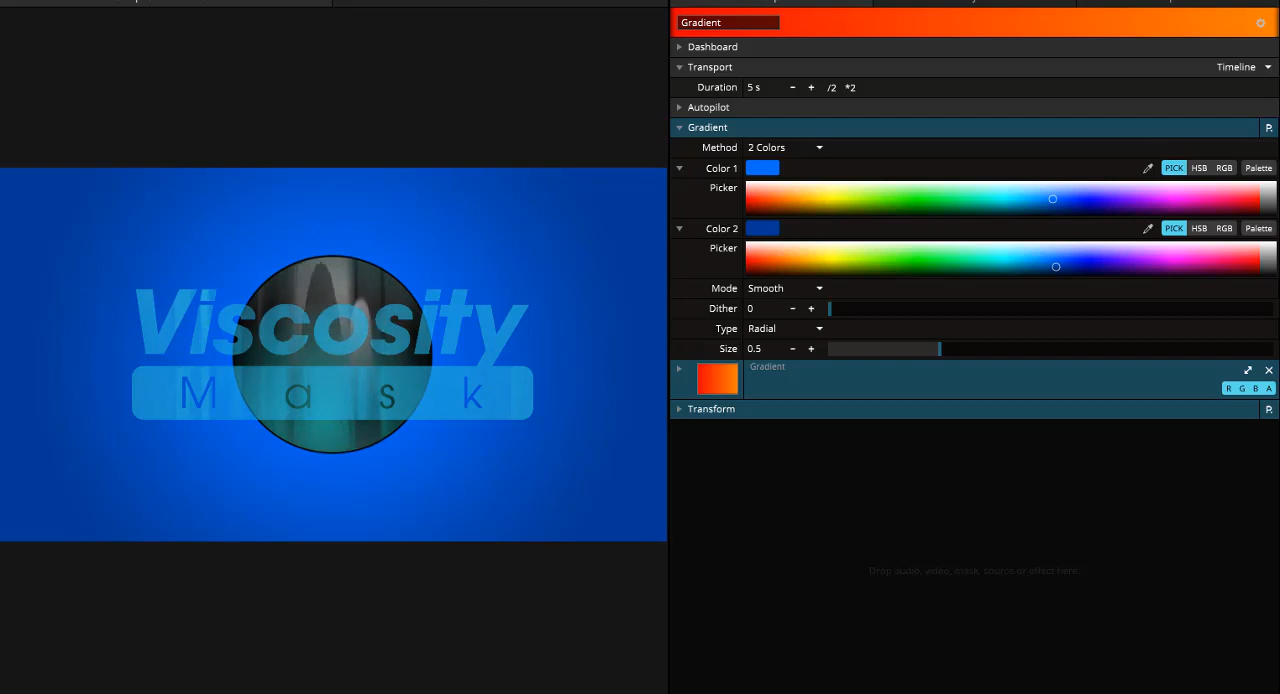 Viscosity
Mask
Gradient
Dashboard
Transport Timeline
Duration 5 s - + /2 *2
Autopilot
Gradient P.
Method 2 Colors
Color 1 PICK HSB RGB Palette
Picker
Color 2 PICK HSB RGB Palette
Picker
Mode Smooth
Dither 0 - +
Type Radial
Size 0.5 - +
Gradient
R G B A
Transform P.
Drop audio, video, mask, source or effect here.